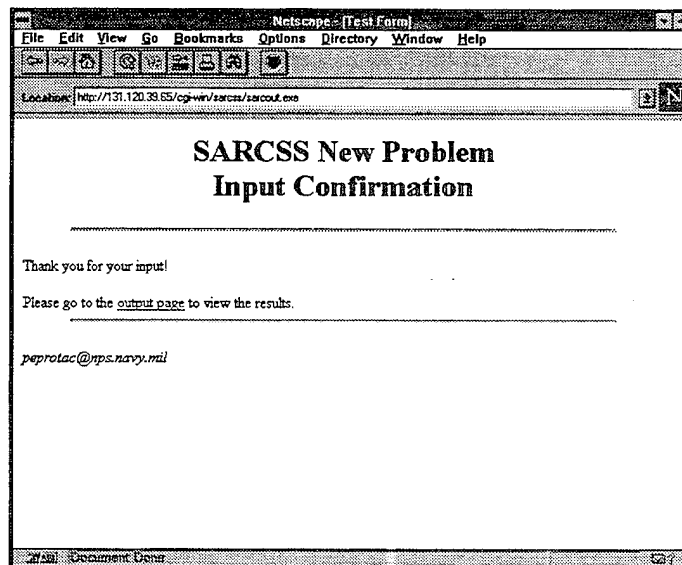 Netscape - [Test Form]
File Edit View Go Bookmarks Options Directory Window Help
Location: http://131.120.39.65/cgi-win/sarcss/sarcout.exe
N
SARCSS New Problem
Input Confirmation
Thank you for your input!
Please go to the output page to view the results.
peprotac@nps.navy.mil
Document Done